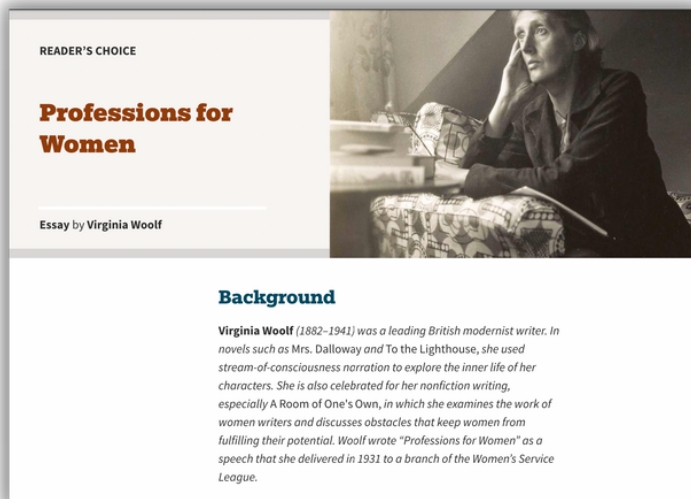 READER'S CHOICE
Professions for
Women
Essay by Virginia Woolf
Background
Virginia Woolf (1882–1941) was a leading British modernist writer. In
novels such as Mrs. Dalloway and To the Lighthouse, she used
stream-of-consciousness narration to explore the inner life of her
characters. She is also celebrated for her nonfiction writing,
especially A Room of One's Own, in which she examines the work of
women writers and discusses obstacles that keep women from
fulfilling their potential. Woolf wrote “Professions for Women” as a
speech that she delivered in 1931 to a branch of the Women's Service
League.